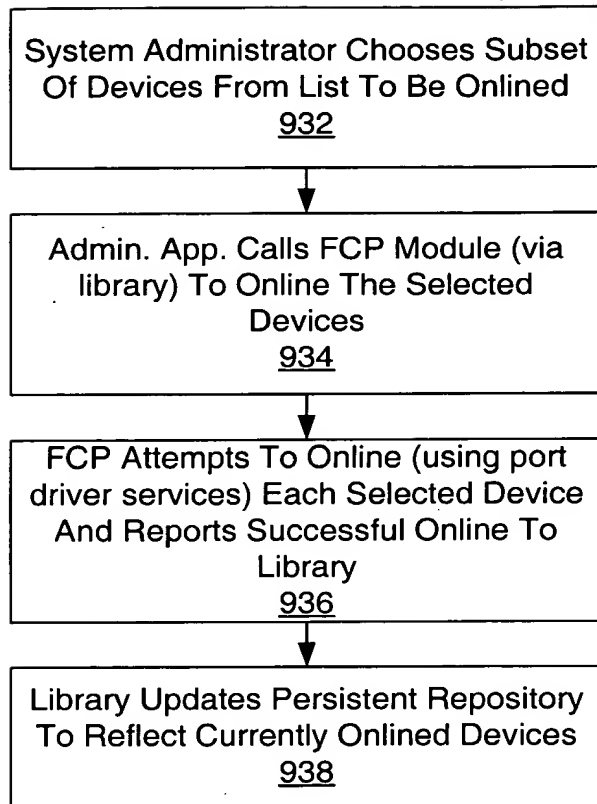 System Administrator Chooses Subset
Of Devices From List To Be Onlined
932
Admin. App. Calls FCP Module (via
library) To Online The Selected
Devices
934
FCP Attempts To Online (using port
driver services) Each Selected Device
And Reports Successful Online To
Library
936
Library Updates Persistent Repository
To Reflect Currently Onlined Devices
938